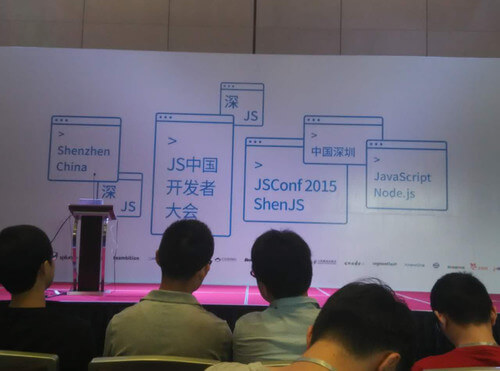 深
JS
>
Shenzhen
China
深
JS
>
JS中国
开发者
大会
>
JSConf 2015
ShenJS
>
中国深圳
>
JavaScript
Node.js